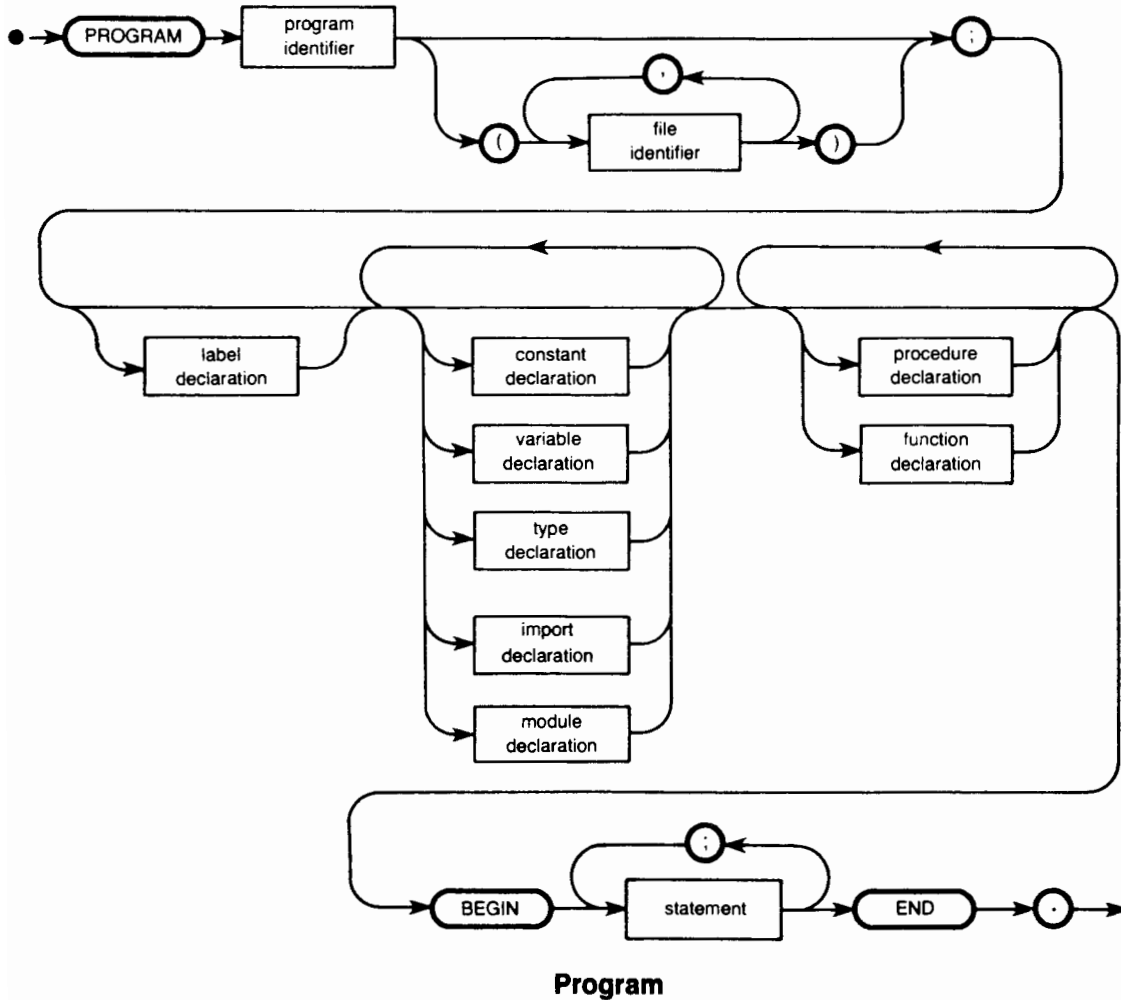 PROGRAM
program
identifier
;
,
(
file
identifier
)
label
declaration
constant
declaration
variable
declaration
type
declaration
import
declaration
module
declaration
procedure
declaration
function
declaration
;
BEGIN
statement
END
.
Program